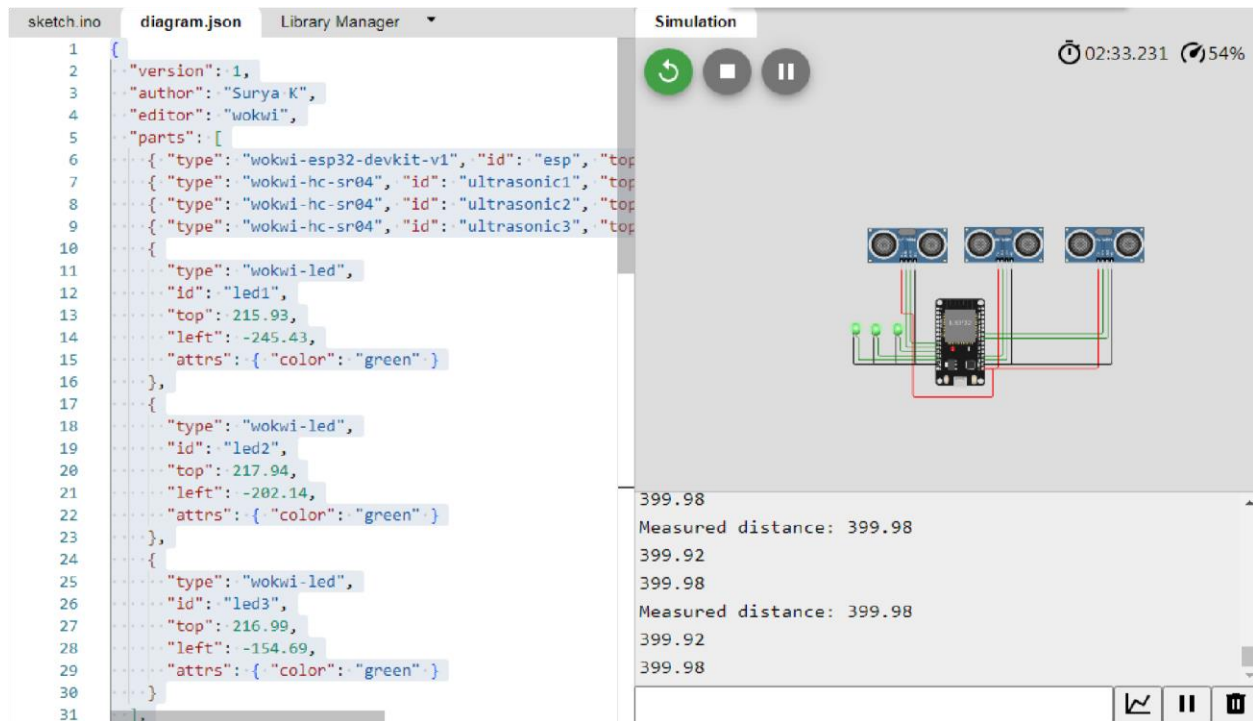 sketch.ino diagram.json Library Manager
1 {
2 "version": 1,
3 "author": "Surya K",
4 "editor": "wokwi",
5 "parts": [
6 { "type": "wokwi-esp32-devkit-v1", "id": "esp", "top
7 { "type": "wokwi-hc-sr04", "id": "ultrasonic1", "top
8 { "type": "wokwi-hc-sr04", "id": "ultrasonic2", "top
9 { "type": "wokwi-hc-sr04", "id": "ultrasonic3", "top
10 {
11 "type": "wokwi-led",
12 "id": "led1",
13 "top": 215.93,
14 "left": -245.43,
15 "attrs": { "color": "green" }
16 },
17 {
18 "type": "wokwi-led",
19 "id": "led2",
20 "top": 217.94,
21 "left": -202.14,
22 "attrs": { "color": "green" }
23 },
24 {
25 "type": "wokwi-led",
26 "id": "led3",
27 "top": 216.99,
28 "left": -154.69,
29 "attrs": { "color": "green" }
30 }
31 ],
Simulation
02:33.231 54%
399.98
Measured distance: 399.98
399.92
399.98
Measured distance: 399.98
399.92
399.98